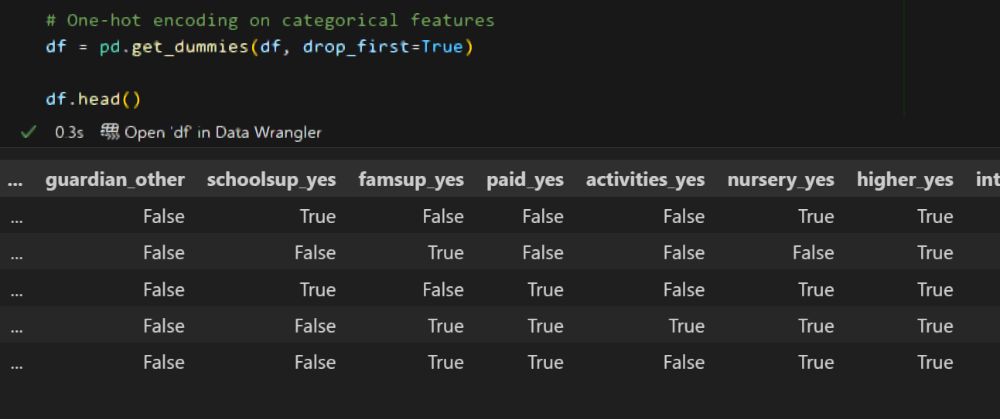 # One-hot encoding on categorical features
df = pd.get_dummies(df, drop_first=True)
df.head()
0.3s Open 'df' in Data Wrangler
... guardian_other schoolsup_yes famsup_yes paid_yes activities_yes nursery_yes higher_yes int
... False True False False False True True
... False False True False False False True
... False True False True False True True
... False False True True True True True
... False False True True False True True